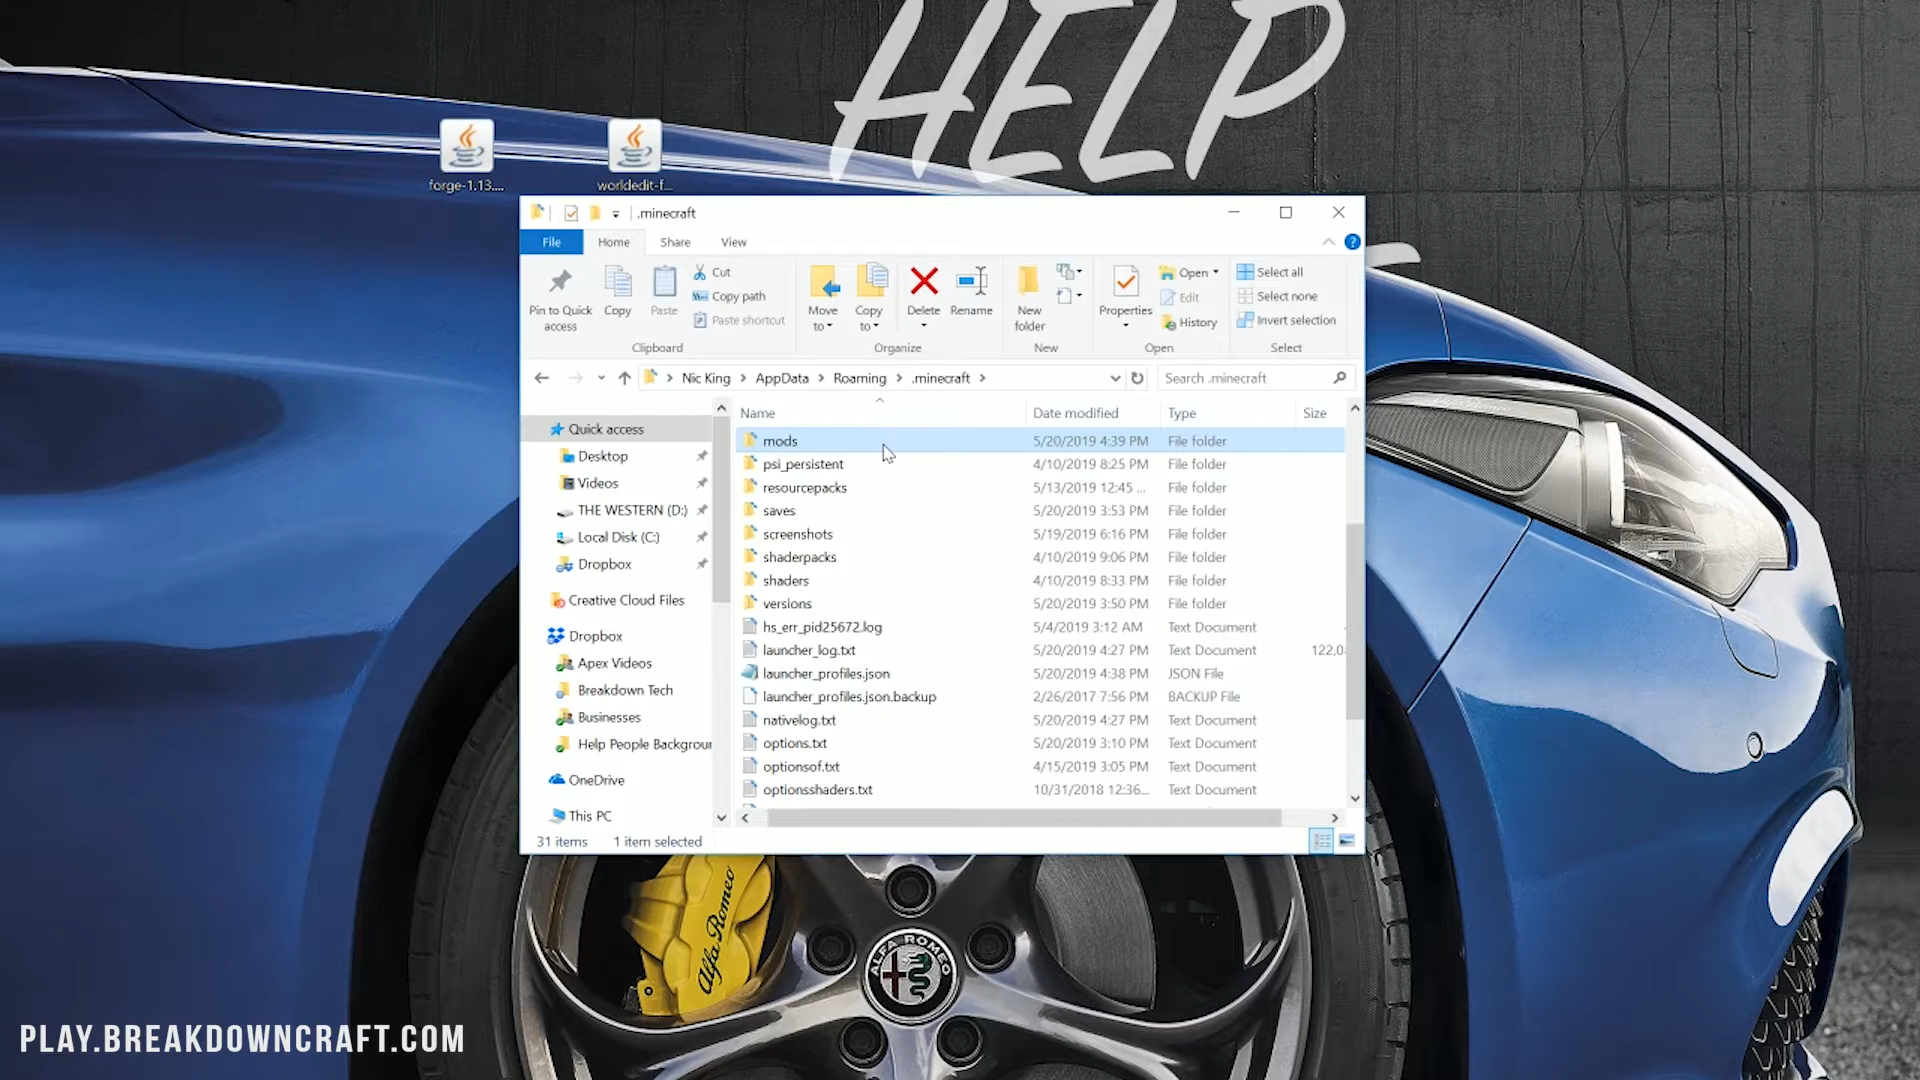 HELP
forge-1.13....
worldedit-f...
.minecraft
File
Home
Share
View
Pin to Quick access
Copy
Paste
Cut
Copy path
Paste shortcut
Clipboard
Move to
Copy to
Delete
Rename
Organize
New folder
New
Properties
Open
Edit
History
Open
Select all
Select none
Invert selection
Select
Nic King
AppData
Roaming
.minecraft
Search .minecraft
Name
Date modified
Type
Size
Quick access
Desktop
Videos
THE WESTERN (D:)
Local Disk (C:)
Dropbox
Creative Cloud Files
Dropbox
Apex Videos
Breakdown Tech
Businesses
Help People Backgroun
OneDrive
This PC
mods 5/20/2019 4:39 PM File folder
psi_persistent 4/10/2019 8:25 PM File folder
resourcepacks 5/13/2019 12:45 ... File folder
saves 5/20/2019 3:53 PM File folder
screenshots 5/19/2019 6:16 PM File folder
shaderpacks 4/10/2019 9:06 PM File folder
shaders 4/10/2019 8:33 PM File folder
versions 5/20/2019 3:50 PM File folder
hs_err_pid25672.log 5/4/2019 3:12 AM Text Document
launcher_log.txt 5/20/2019 4:27 PM Text Document 122,0
launcher_profiles.json 5/20/2019 4:38 PM JSON File
launcher_profiles.json.backup 2/26/2017 7:56 PM BACKUP File
nativelog.txt 5/20/2019 4:27 PM Text Document
options.txt 5/20/2019 3:10 PM Text Document
optionsof.txt 4/15/2019 3:05 PM Text Document
optionsshaders.txt 10/31/2018 12:36... Text Document
31 items
1 item selected
Alfa Romeo
ALFA ROMEO
PLAY.BREAKDOWNCRAFT.COM